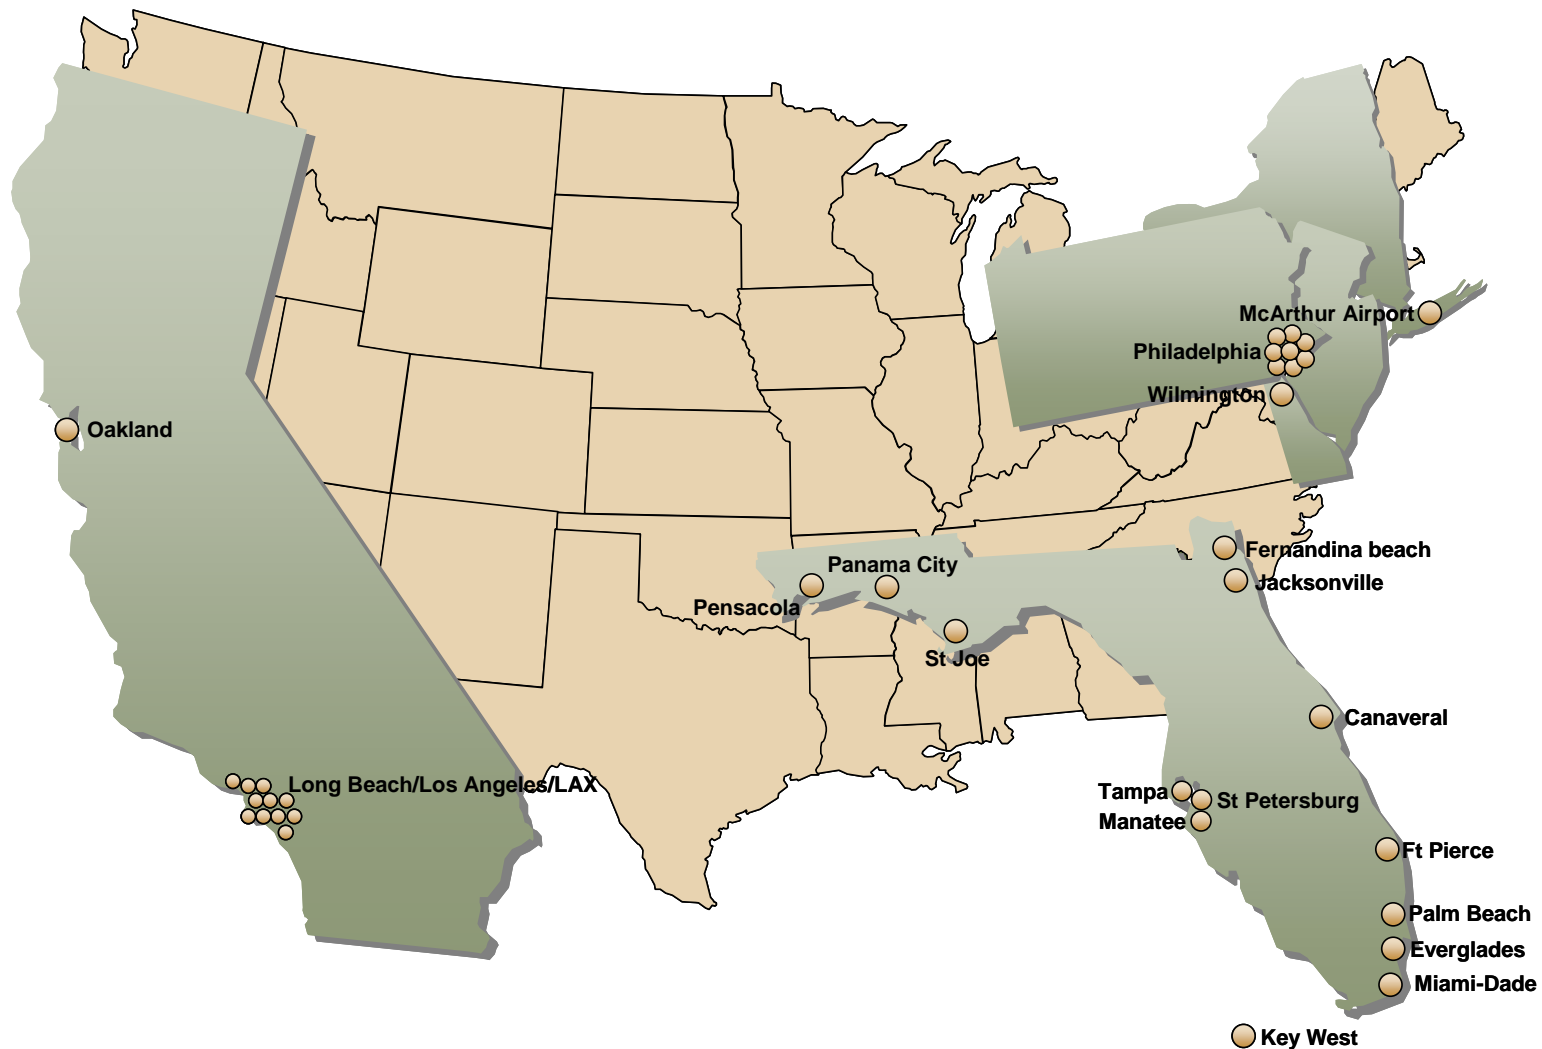 McArthur Airport
Philadelphia
Wilmington
Oakland
Fernandina beach
Panama City
Jacksonville
Pensacola
St Joe
Canaveral
Long Beach/Los Angeles/LAX
Tampa
St Petersburg
Manatee
Ft Pierce
Palm Beach
Everglades
Miami-Dade
Key West